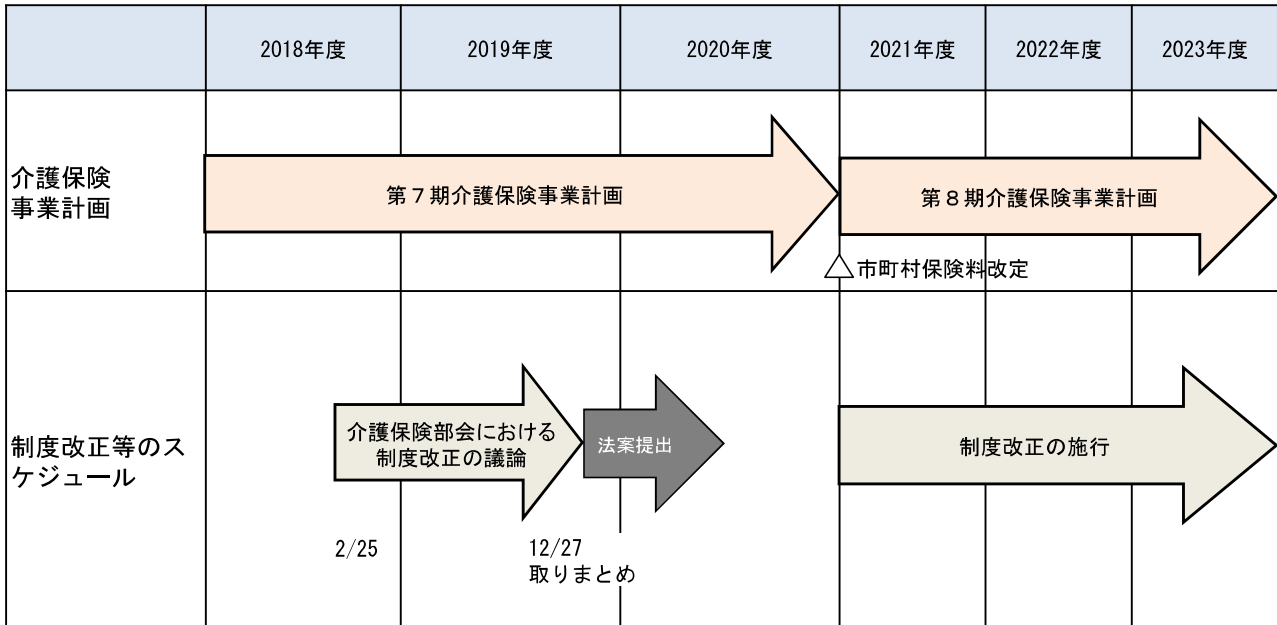 2018年度
2019年度
2020年度
2021年度
2022年度
2023年度
介護保険
事業計画
第７期介護保険事業計画
第８期介護保険事業計画
△市町村保険料改定
制度改正等のス
ケジュール
介護保険部会における
制度改正の議論
法案提出
制度改正の施行
2/25
12/27
取りまとめ